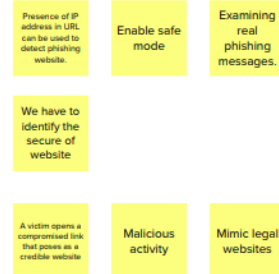 Presence of IP
address in URL
can be used to
detect phishing
website.
Enable safe
mode
Examining
real
phishing
messages.
We have to
identify the
secure of
website
A victim opens a
compromised link
that poses as a
credible website
Malicious
activity
Mimic legal
websites